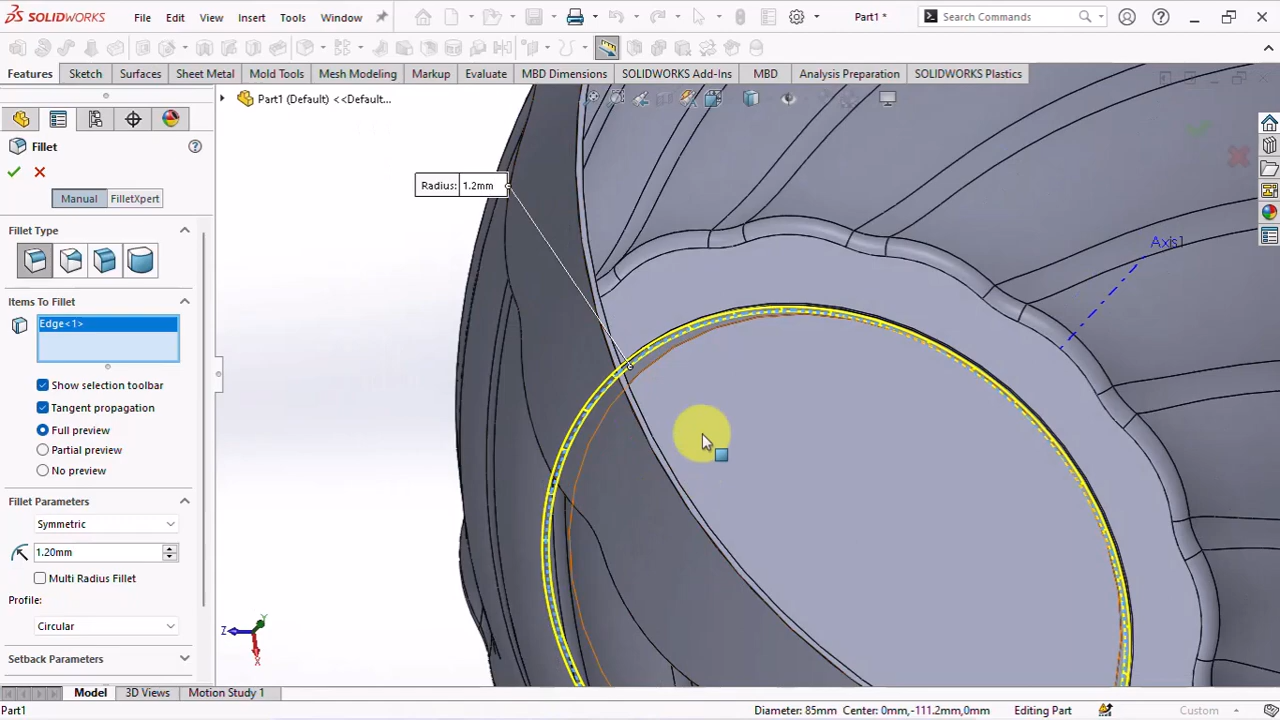 SOLIDWORKS File Edit View Insert Tools Window Part1 * Search Commands
Features Sketch Surfaces Sheet Metal Mold Tools Mesh Modeling Markup Evaluate MBD Dimensions SOLIDWORKS Add-Ins MBD Analysis Preparation SOLIDWORKS Plastics
Part1 (Default) <<Default...
Fillet
Manual FilletXpert
Fillet Type
Items To Fillet
Edge<1>
Show selection toolbar
Tangent propagation
Full preview
Partial preview
No preview
Fillet Parameters
Symmetric
1.20mm
Multi Radius Fillet
Profile:
Circular
Setback Parameters
Radius: 1.2mm
Axis1
Y
Z
X
Model 3D Views Motion Study 1
Part1 Diameter: 85mm Center: 0mm,-111.2mm,0mm Editing Part Custom